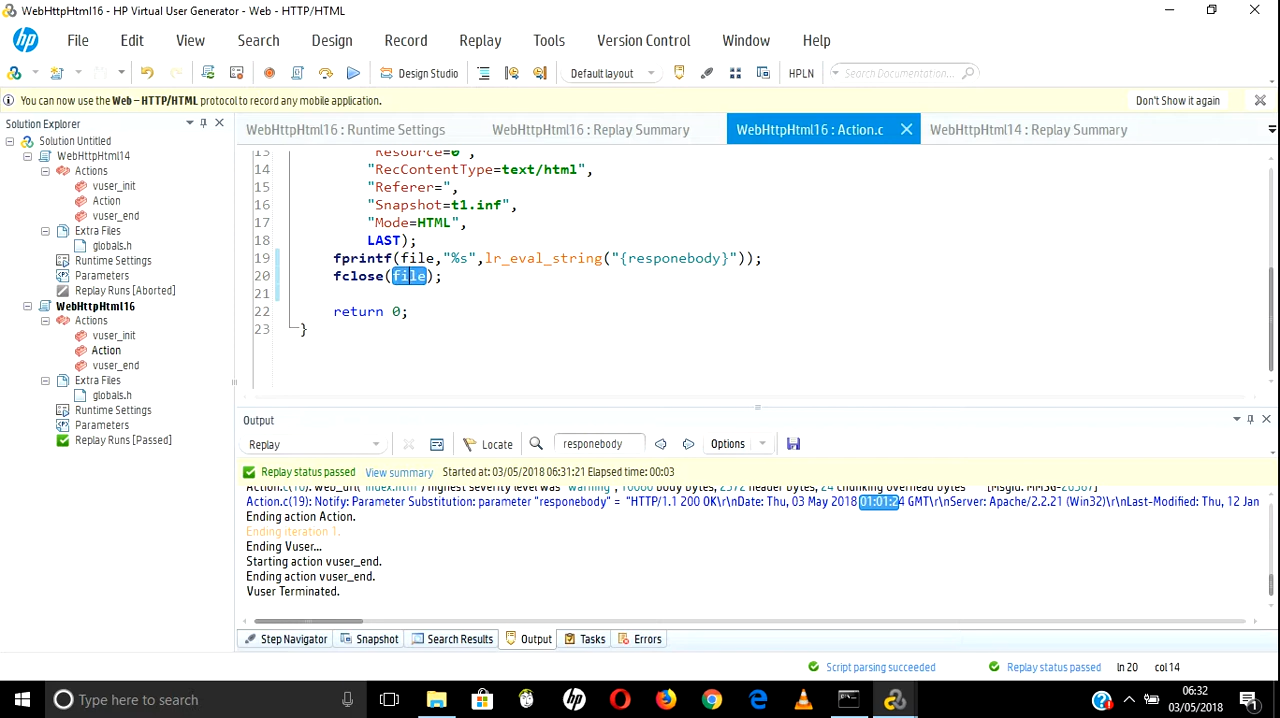 WebHttpHtml16 - HP Virtual User Generator - Web - HTTP/HTML
hp File Edit View Search Design Record Replay Tools Version Control Window Help
Design Studio Default layout HPLN Search Documentation...
You can now use the Web – HTTP/HTML protocol to record any mobile application. Don't Show it again
Solution Explorer
Solution Untitled
WebHttpHtml14
Actions
vuser_init
Action
vuser_end
Extra Files
globals.h
Runtime Settings
Parameters
Replay Runs [Aborted]
WebHttpHtml16
Actions
vuser_init
Action
vuser_end
Extra Files
globals.h
Runtime Settings
Parameters
Replay Runs [Passed]
WebHttpHtml16 : Runtime Settings WebHttpHtml16 : Replay Summary WebHttpHtml16 : Action.c WebHttpHtml14 : Replay Summary
13 "Resource=0",
14 "RecContentType=text/html",
15 "Referer=",
16 "Snapshot=t1.inf",
17 "Mode=HTML",
18 LAST);
19 fprintf(file,"%s",lr_eval_string("{responebody}"));
20 fclose(file);
21
22 return 0;
23 }
Output
Replay Locate responebody Options
Replay status passed View summary Started at: 03/05/2018 06:31:21 Elapsed time: 00:03
Action.c(19): Notify: Parameter Substitution: parameter "responebody" = "HTTP/1.1 200 OK\r\nDate: Thu, 03 May 2018 01:01:24 GMT\r\nServer: Apache/2.2.21 (Win32)\r\nLast-Modified: Thu, 12 Jan
Ending action Action.
Ending iteration 1.
Ending Vuser...
Starting action vuser_end.
Ending action vuser_end.
Vuser Terminated.
Step Navigator Snapshot Search Results Output Tasks Errors
Script parsing succeeded Replay status passed ln 20 col 14
Type here to search
06:32
03/05/2018
1